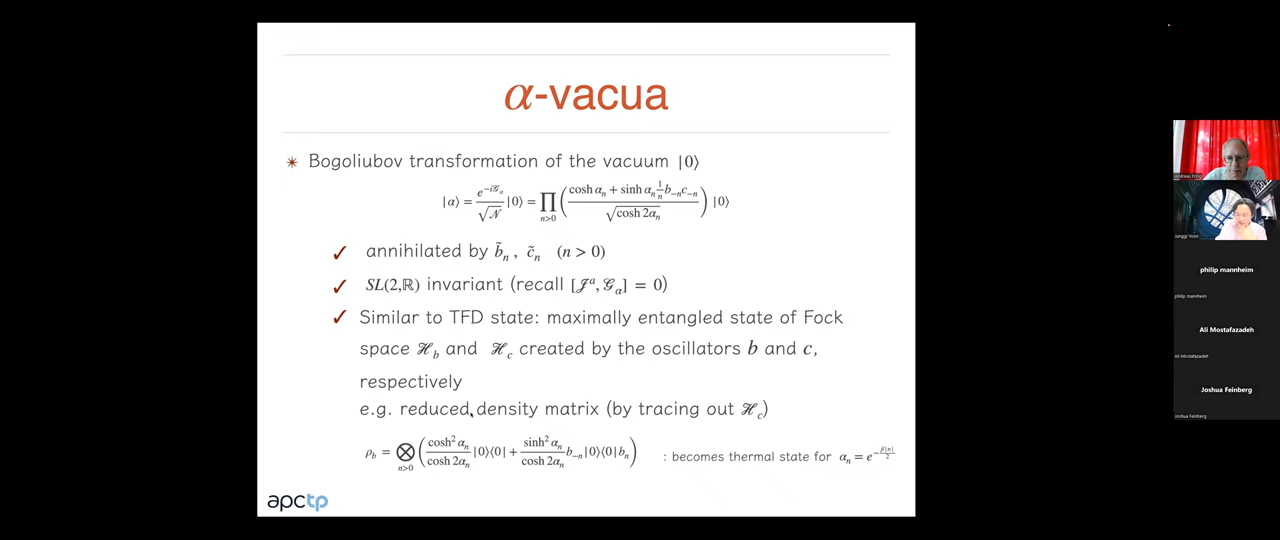 α-vacua
✴ Bogoliubov transformation of the vacuum |0⟩
|α⟩ = e^{-i𝒢_α}/√𝒩 |0⟩ = ∏_{n>0} ( (cosh α_n + sinh α_n 1/n b_{-n}c_{-n}) / √(cosh 2α_n) ) |0⟩
✓ annihilated by b̃_n , c̃_n (n > 0)
✓ SL(2,ℝ) invariant (recall [𝒥^a, 𝒢_α] = 0)
✓ Similar to TFD state: maximally entangled state of Fock
space ℋ_b and ℋ_c created by the oscillators b and c,
respectively
e.g. reduced density matrix (by tracing out ℋ_c)
ρ_b = ⨂_{n>0} ( cosh² α_n / cosh 2α_n |0⟩⟨0| + sinh² α_n / cosh 2α_n b_{-n}|0⟩⟨0|b_n ) : becomes thermal state for α_n = e^{-β|n|/2}
apctp
Andreas Fring
Junggi Yoon
philip mannheim
philip mannheim
Ali Mostafazadeh
Ali Mostafazadeh
Joshua Feinberg
Joshua Feinberg